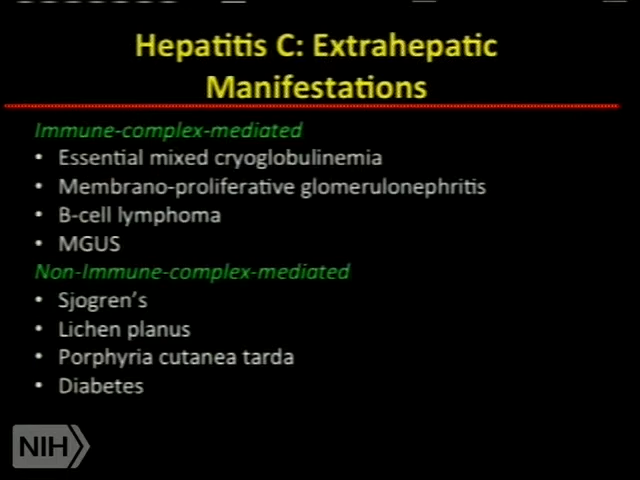 Hepatitis C: Extrahepatic
Manifestations
Immune-complex-mediated
• Essential mixed cryoglobulinemia
• Membrano-proliferative glomerulonephritis
• B-cell lymphoma
• MGUS
Non-Immune-complex-mediated
• Sjogren's
• Lichen planus
• Porphyria cutanea tarda
• Diabetes
NIH